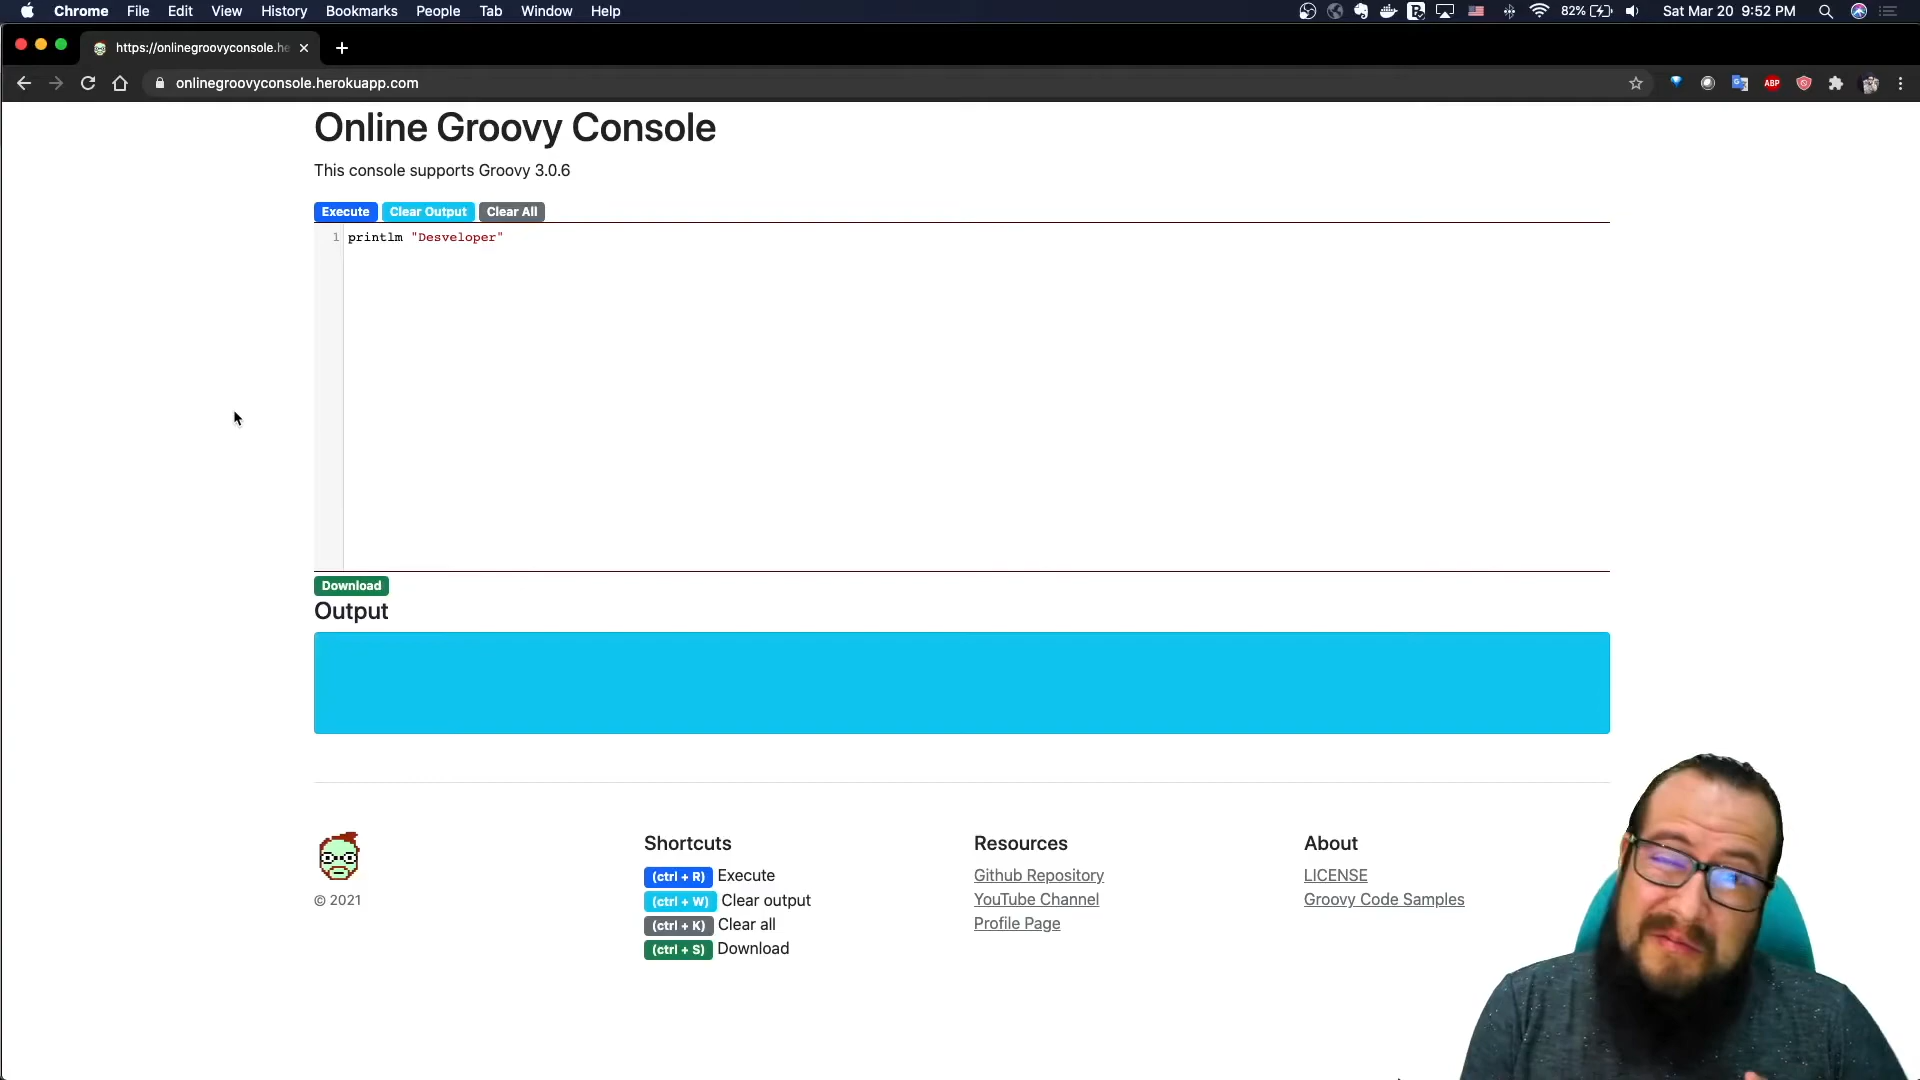 Chrome File Edit View History Bookmarks People Tab Window Help 82% Sat Mar 20 9:52 PM
https://onlinegroovyconsole.he
onlinegroovyconsole.herokuapp.com ABP
Online Groovy Console
This console supports Groovy 3.0.6
Execute Clear Output Clear All
1 printlm "Desveloper"
Download
Output
Shortcuts
(ctrl + R) Execute
(ctrl + W) Clear output
(ctrl + K) Clear all
(ctrl + S) Download
Resources
Github Repository
YouTube Channel
Profile Page
About
LICENSE
Groovy Code Samples
© 2021